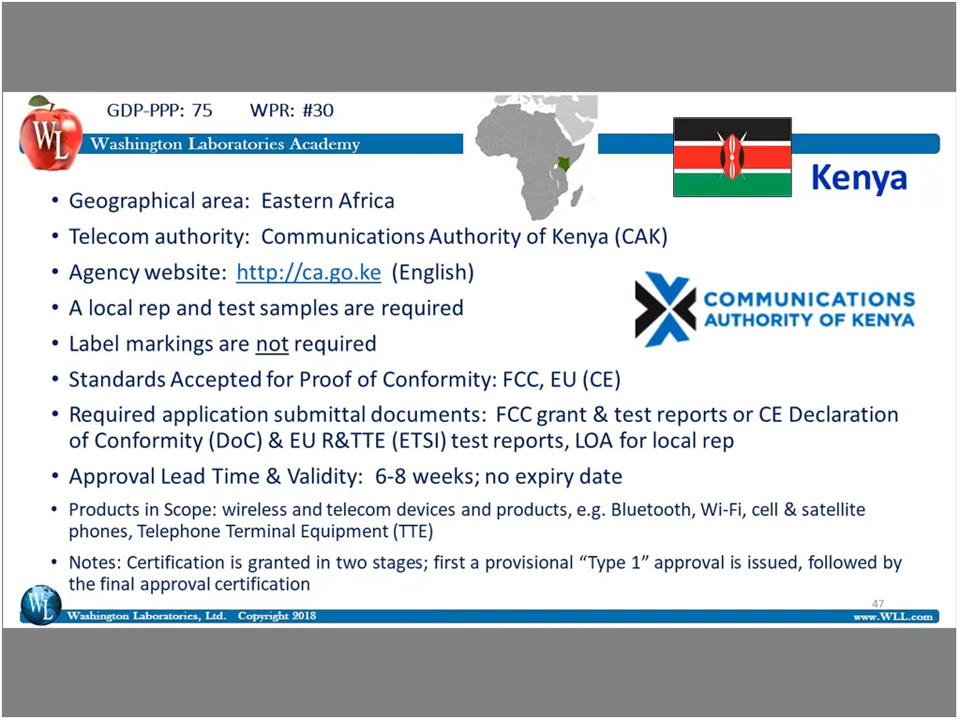 GDP-PPP: 75 WPR: #30
WL
Washington Laboratories Academy
Kenya
• Geographical area: Eastern Africa
• Telecom authority: Communications Authority of Kenya (CAK)
• Agency website: http://ca.go.ke (English)
COMMUNICATIONS
AUTHORITY OF KENYA
• A local rep and test samples are required
• Label markings are not required
• Standards Accepted for Proof of Conformity: FCC, EU (CE)
• Required application submittal documents: FCC grant & test reports or CE Declaration
of Conformity (DoC) & EU R&TTE (ETSI) test reports, LOA for local rep
• Approval Lead Time & Validity: 6-8 weeks; no expiry date
• Products in Scope: wireless and telecom devices and products, e.g. Bluetooth, Wi-Fi, cell & satellite
phones, Telephone Terminal Equipment (TTE)
• Notes: Certification is granted in two stages; first a provisional “Type 1” approval is issued, followed by
the final approval certification
47
WL
Washington Laboratories, Ltd. Copyright 2018
www.WLL.com